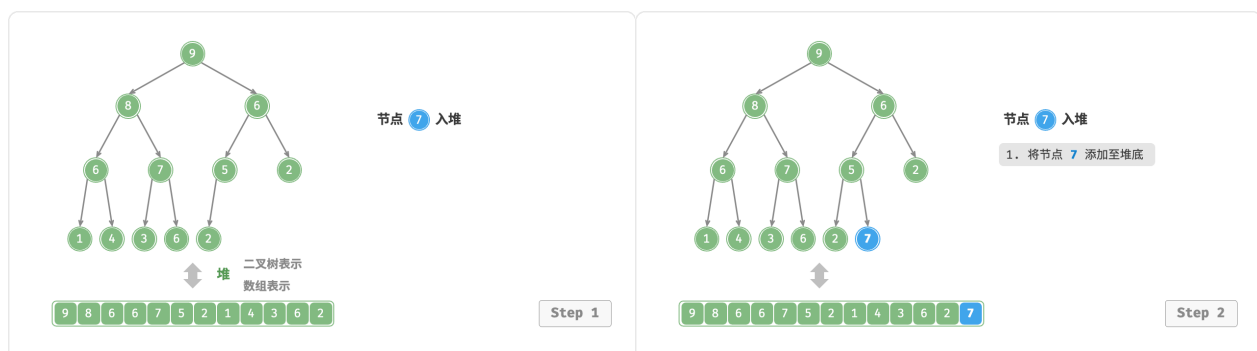 9
8 6
节点 7 入堆
6 7 5 2
1 4 3 6 2
堆
二叉树表示
数组表示
9 8 6 6 7 5 2 1 4 3 6 2
Step 1
9
8 6
节点 7 入堆
1. 将节点 7 添加至堆底
6 7 5 2
1 4 3 6 2 7
9 8 6 6 7 5 2 1 4 3 6 2 7
Step 2